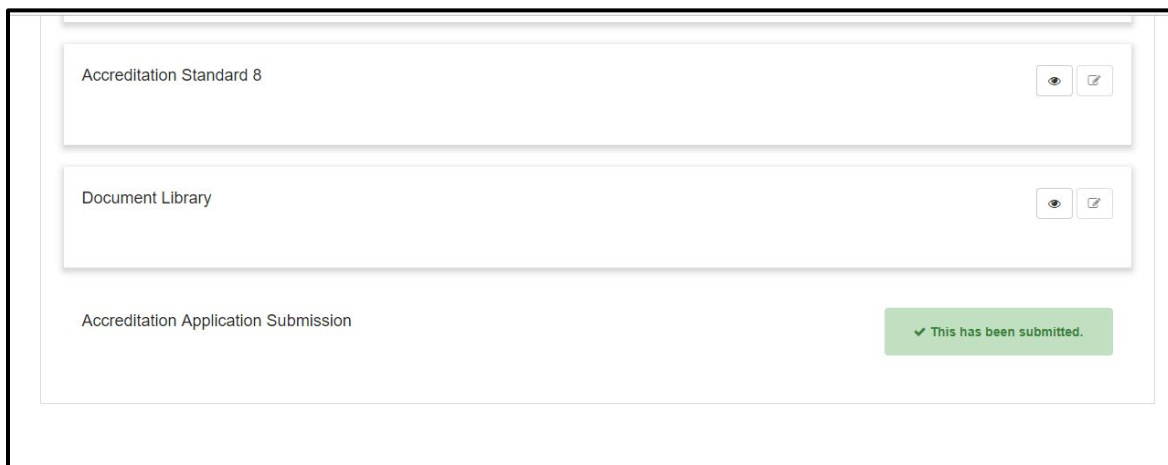 Accreditation Standard 8
Document Library
Accreditation Application Submission
This has been submitted.